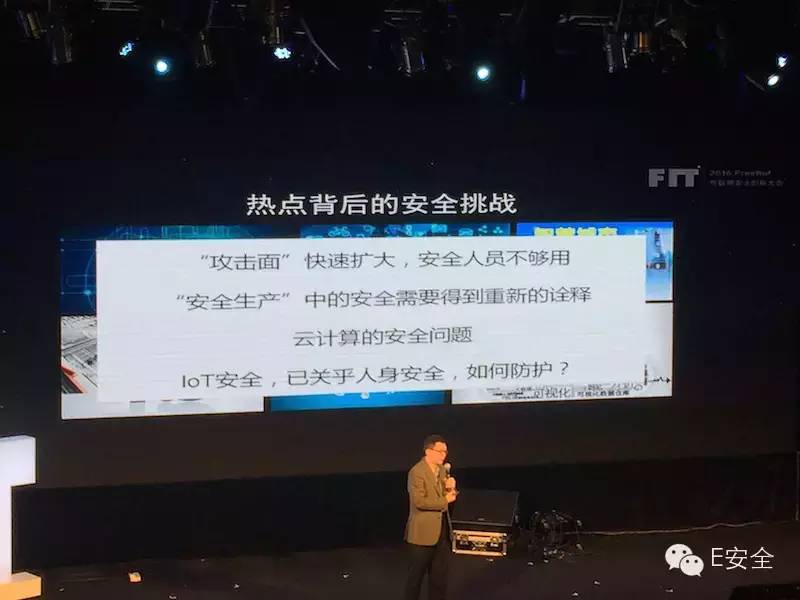 FIT
2016 FreeBuf
互联网安全创新大会
热点背后的安全挑战
“攻击面”快速扩大，安全人员不够用
“安全生产”中的安全需要得到重新的诠释
云计算的安全问题
IoT安全，已关乎人身安全，如何防护？
可视化
E安全